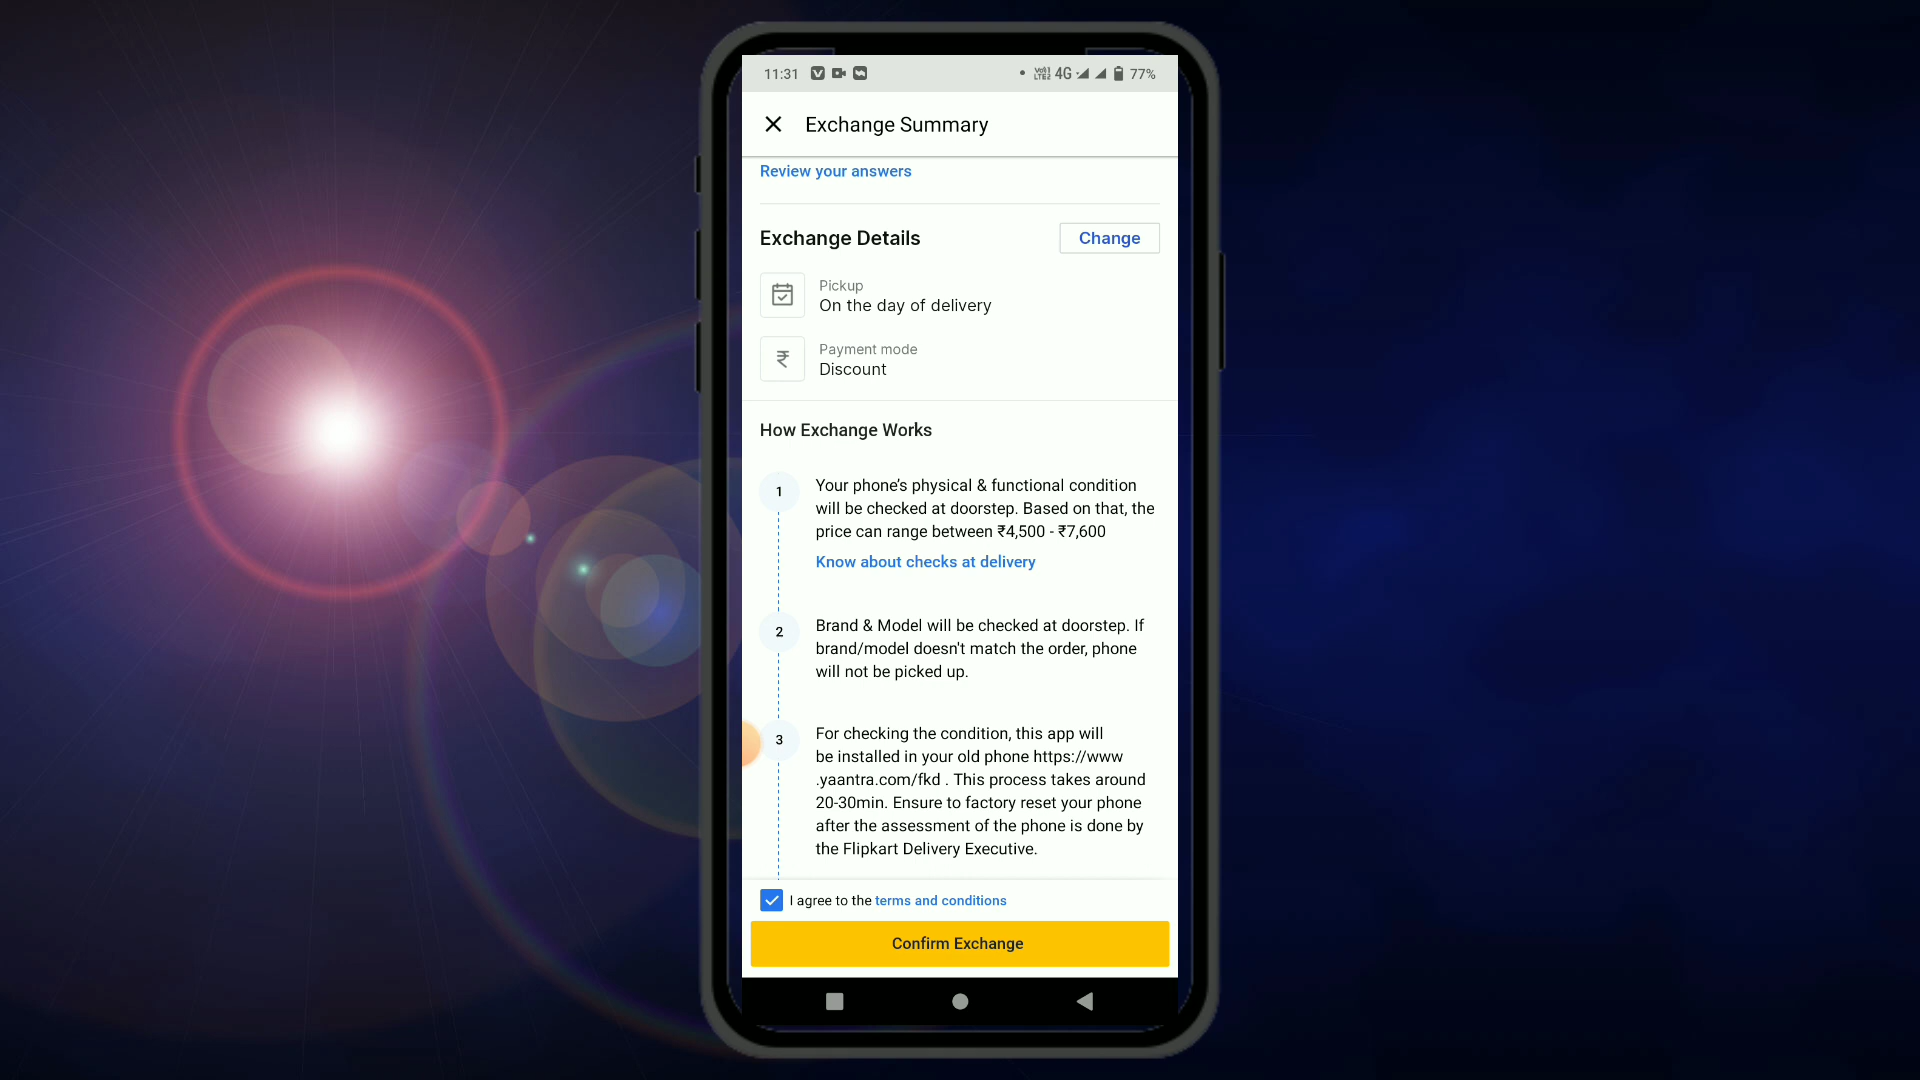 11:31 4G 77%
Exchange Summary
Review your answers
Exchange Details Change
Pickup
On the day of delivery
Payment mode
Discount
How Exchange Works
1 Your phone’s physical & functional condition
will be checked at doorstep. Based on that, the
price can range between ₹4,500 - ₹7,600
Know about checks at delivery
2 Brand & Model will be checked at doorstep. If
brand/model doesn't match the order, phone
will not be picked up.
3 For checking the condition, this app will
be installed in your old phone https://www
.yaantra.com/fkd . This process takes around
20-30min. Ensure to factory reset your phone
after the assessment of the phone is done by
the Flipkart Delivery Executive.
I agree to the terms and conditions
Confirm Exchange